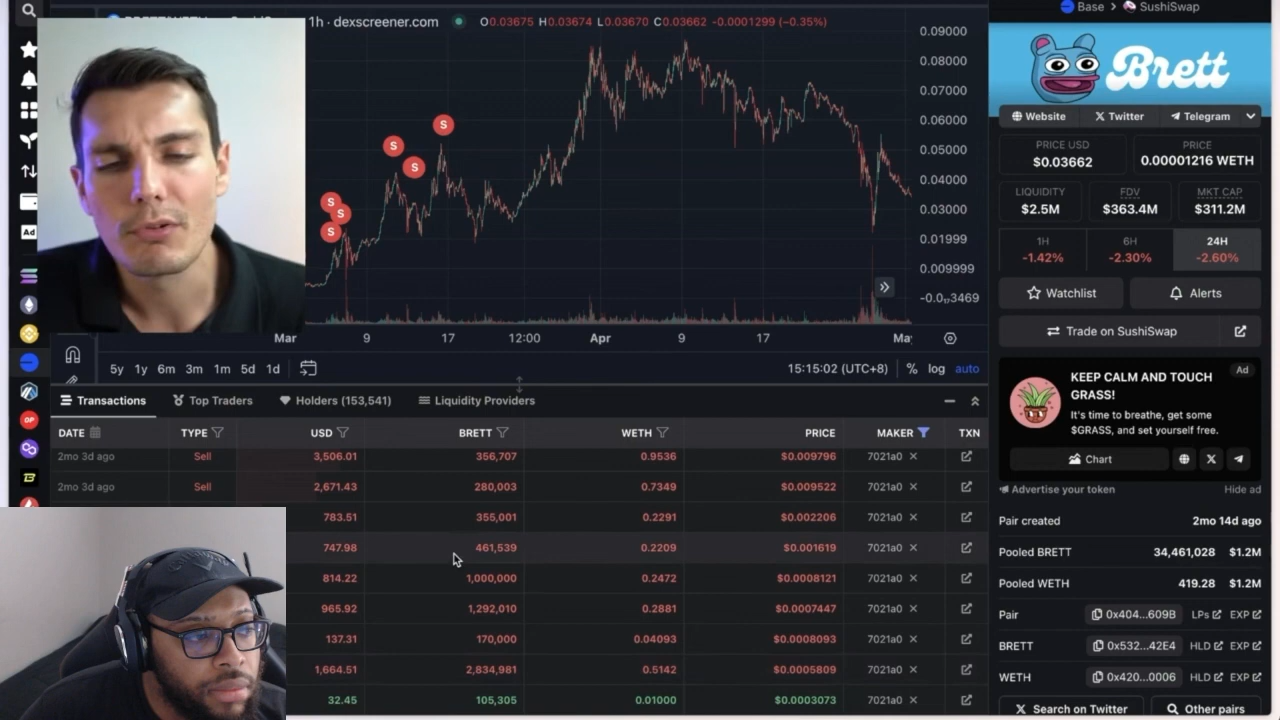 Base > SushiSwap
1h · dexscreener.com O0.03675 H0.03674 L0.03670 C0.03662 -0.0001299 (−0.35%)
0.09000
0.08000
0.07000
0.06000
0.05000
0.04000
0.03000
0.01999
0.009999
-0.0₁₇3469
S
S
S
S
S
S
Ad
Mar 9 17 12:00 Apr 9 17 Ma
5y 1y 6m 3m 1m 5d 1d
15:15:02 (UTC+8) % log auto
Transactions Top Traders Holders (153,541) Liquidity Providers
DATE TYPE USD BRETT WETH PRICE MAKER TXN
2mo 3d ago Sell 3,506.01 356,707 0.9536 $0.009796 7021a0 ×
2mo 3d ago Sell 2,671.43 280,003 0.7349 $0.009522 7021a0 ×
783.51 355,001 0.2291 $0.002206 7021a0 ×
747.98 461,539 0.2209 $0.001619 7021a0 ×
814.22 1,000,000 0.2472 $0.0008121 7021a0 ×
965.92 1,292,010 0.2881 $0.0007447 7021a0 ×
137.31 170,000 0.04093 $0.0008093 7021a0 ×
1,664.51 2,834,981 0.5142 $0.0005809 7021a0 ×
32.45 105,305 0.01000 $0.0003073 7021a0 ×
Brett
Website Twitter Telegram
PRICE USD
$0.03662
PRICE
0.00001216 WETH
LIQUIDITY
$2.5M
FDV
$363.4M
MKT CAP
$311.2M
1H
-1.42%
6H
-2.30%
24H
-2.60%
Watchlist Alerts
Trade on SushiSwap
KEEP CALM AND TOUCH
GRASS!
Ad
It's time to breathe, get some
$GRASS, and set yourself free.
Chart
Advertise your token Hide ad
Pair created 2mo 14d ago
Pooled BRETT 34,461,028 $1.2M
Pooled WETH 419.28 $1.2M
Pair 0x404...609B LPs EXP
BRETT 0x532...42E4 HLD EXP
WETH 0x420...0006 HLD EXP
Search on Twitter Other pairs